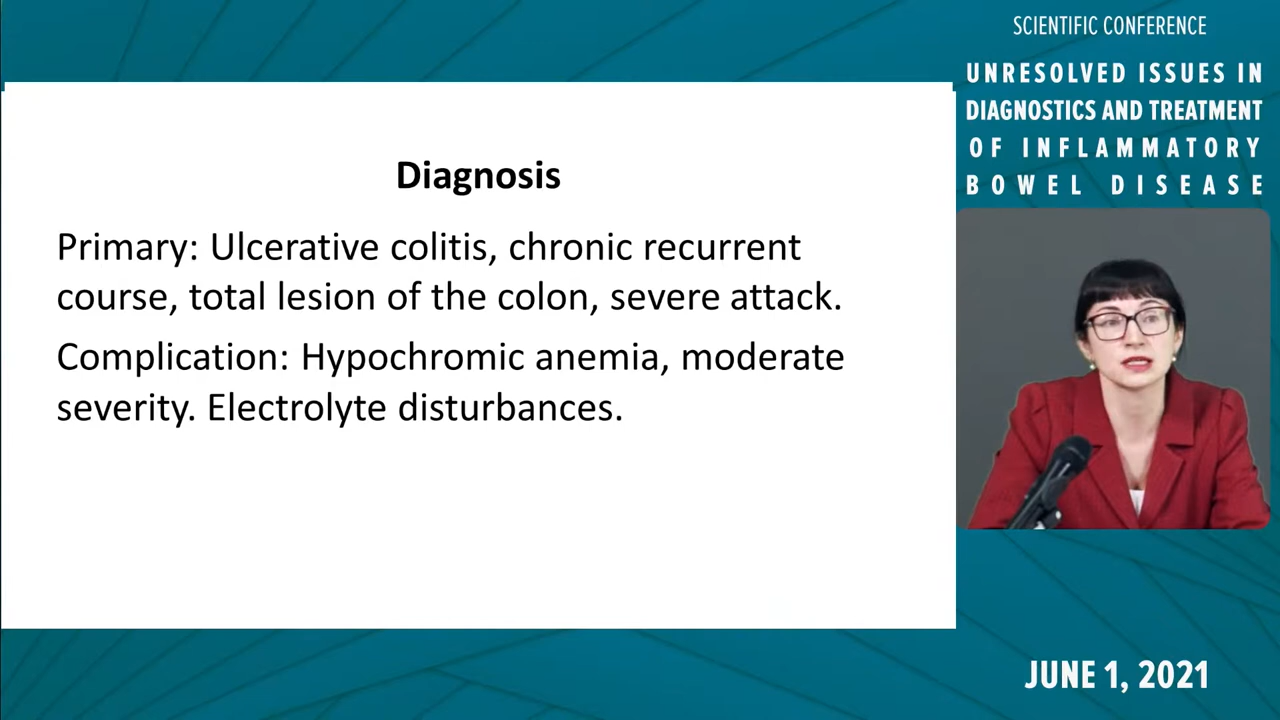 SCIENTIFIC CONFERENCE
UNRESOLVED ISSUES IN
DIAGNOSTICS AND TREATMENT
OF INFLAMMATORY
BOWEL DISEASE
Diagnosis
Primary: Ulcerative colitis, chronic recurrent
course, total lesion of the colon, severe attack.
Complication: Hypochromic anemia, moderate
severity. Electrolyte disturbances.
JUNE 1, 2021